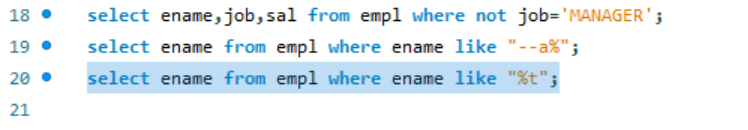 18 select ename,job,sal from empl where not job='MANAGER';
19 select ename from empl where ename like "--a%";
20 select ename from empl where ename like "%t";
21